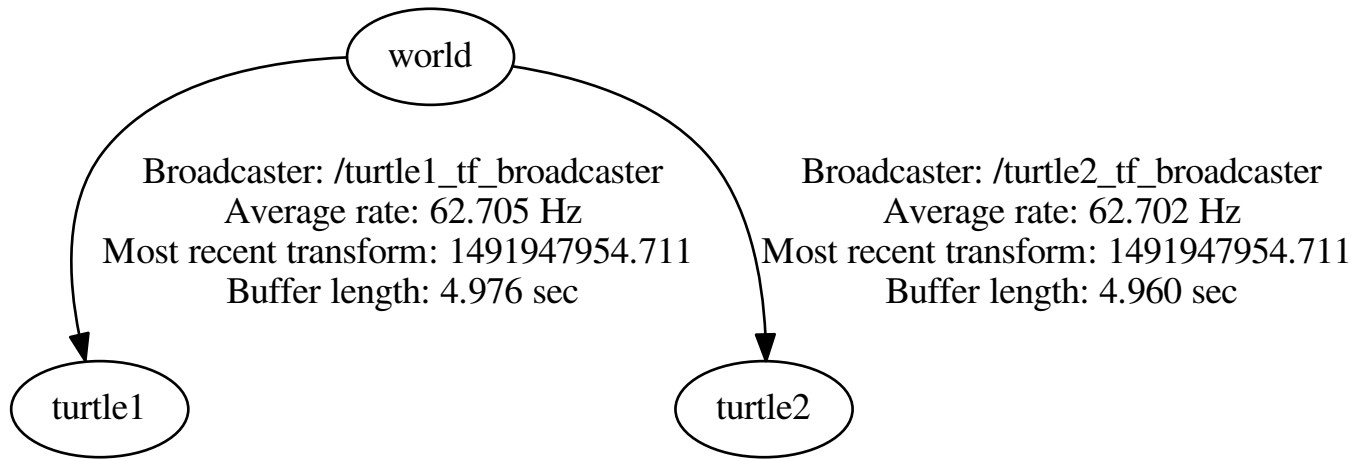 world
Broadcaster: /turtle1_tf_broadcaster
Average rate: 62.705 Hz
Most recent transform: 1491947954.711
Buffer length: 4.976 sec
Broadcaster: /turtle2_tf_broadcaster
Average rate: 62.702 Hz
Most recent transform: 1491947954.711
Buffer length: 4.960 sec
turtle1
turtle2